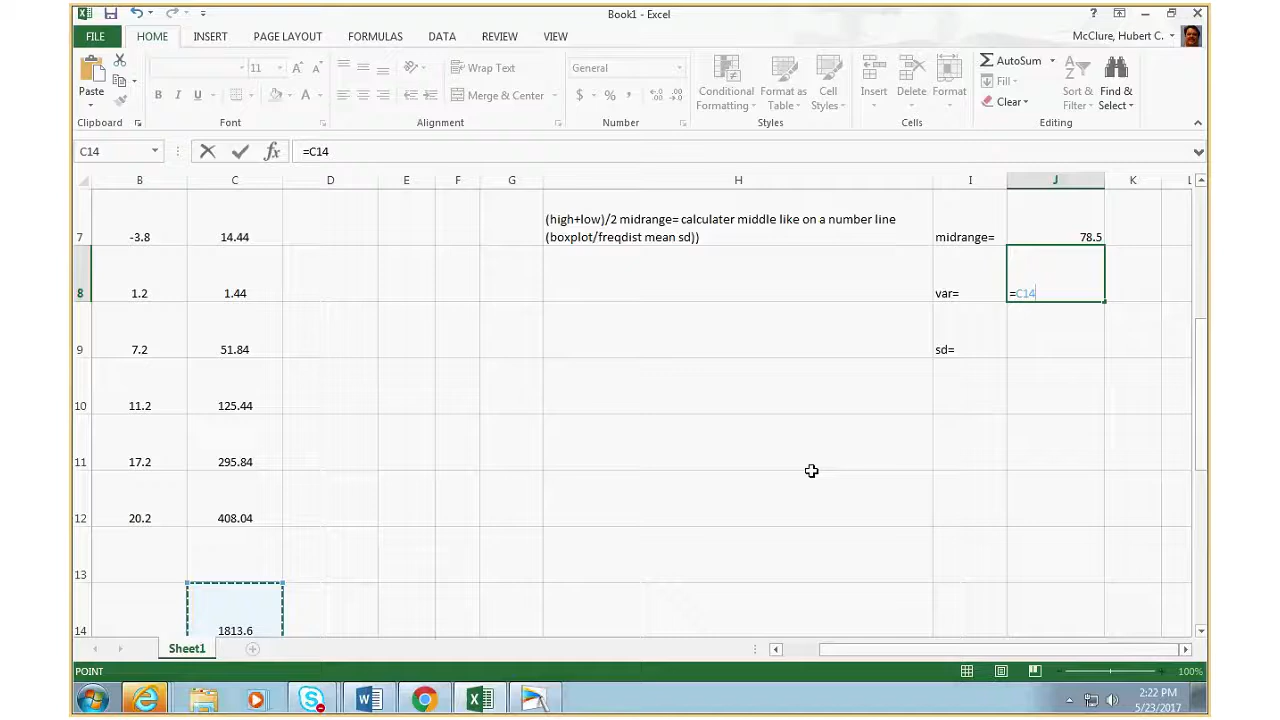 Book1 - Excel
?
FILE HOME INSERT PAGE LAYOUT FORMULAS DATA REVIEW VIEW
McClure, Hubert C.
Paste
11 A A
B I U A
Wrap Text
Merge & Center
General
$ % ,
Conditional Formatting
Format as Table
Cell Styles
Insert
Delete
Format
AutoSum
Fill
Clear
Sort & Filter
Find & Select
Clipboard Font Alignment Number Styles Cells Editing
C14 fx =C14
B C D E F G H I J K L
(high+low)/2 midrange= calculater middle like on a number line
7 -3.8 14.44 (boxplot/freqdist mean sd)) midrange= 78.5
8 1.2 1.44 var= =C14
9 7.2 51.84 sd=
10 11.2 125.44
11 17.2 295.84
12 20.2 408.04
13
14 1813.6
Sheet1
POINT 100%
2:22 PM
5/23/2017